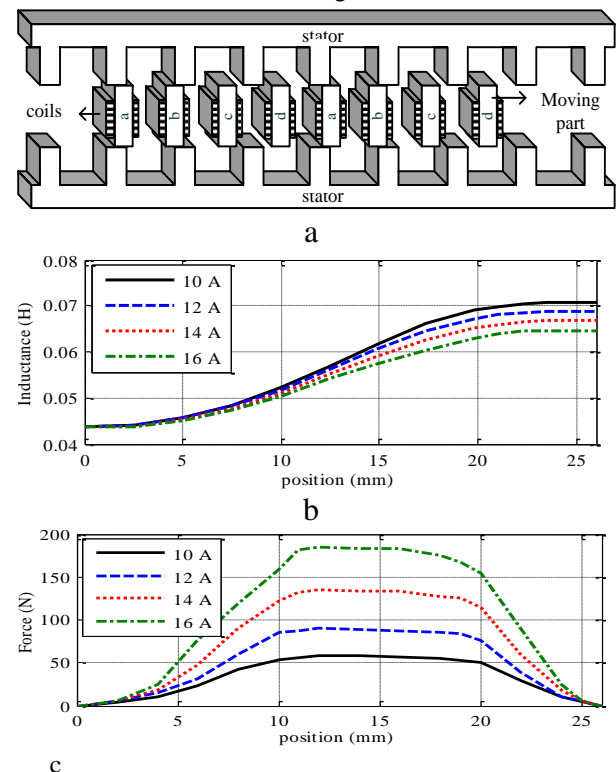 stator
coils
a b c d a b c d
Moving
part
stator
a
Inductance (H)
0.08
0.07
0.06
0.05
0.04
10 A
12 A
14 A
16 A
0 5 10 15 20 25
position (mm)
b
Force (N)
200
150
100
50
0
10 A
12 A
14 A
16 A
0 5 10 15 20 25
position (mm)
c